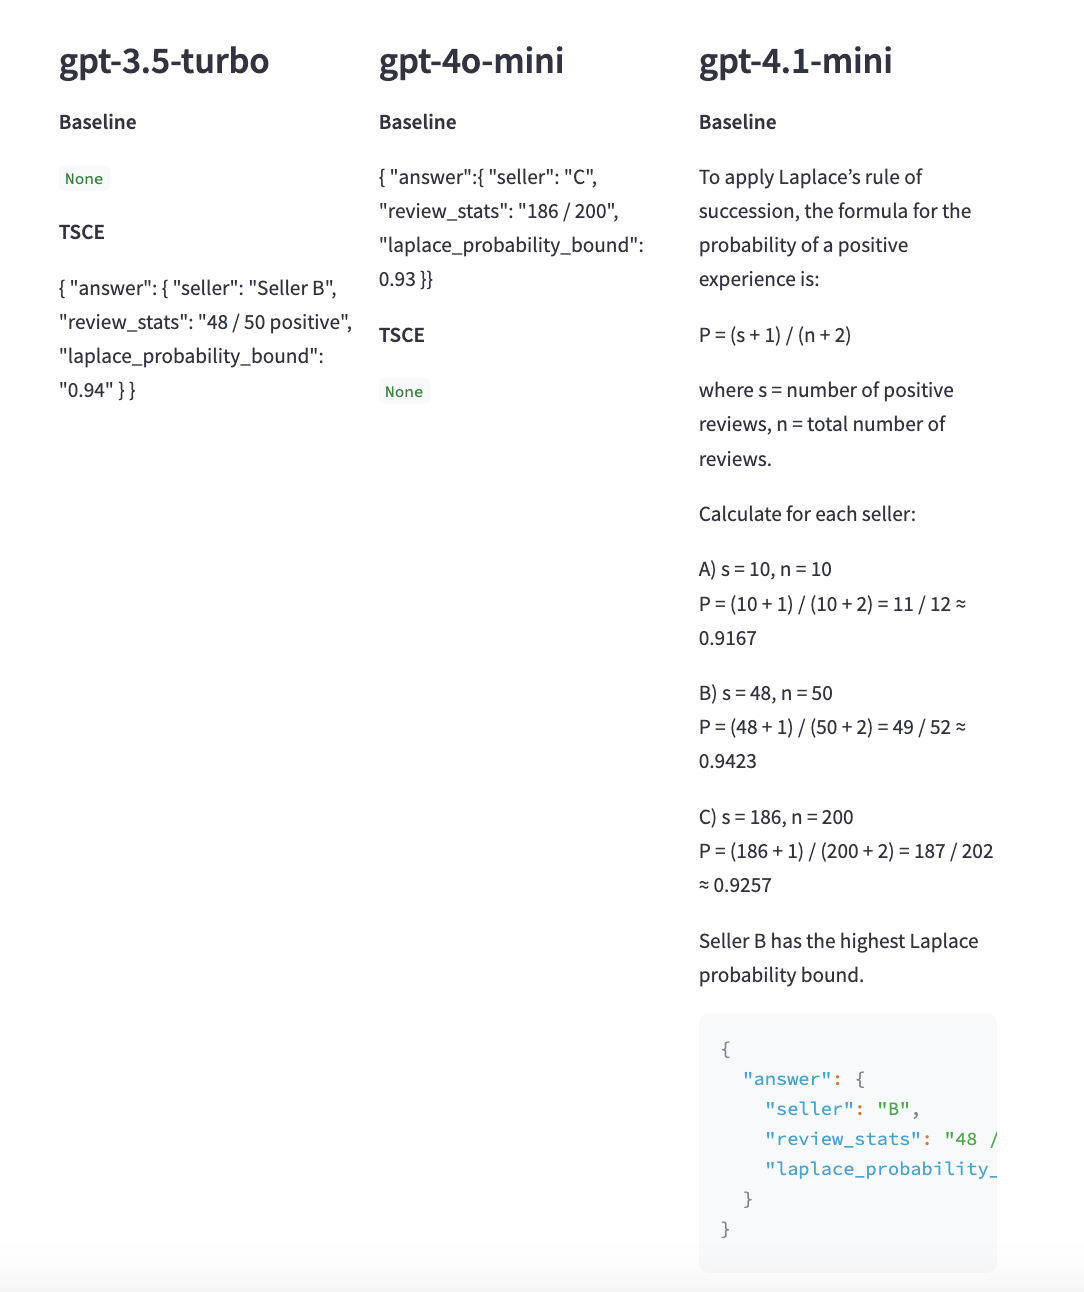 gpt-3.5-turbo
Baseline
None
TSCE
{ "answer": { "seller": "Seller B",
"review_stats": "48 / 50 positive",
"laplace_probability_bound":
"0.94" } }
gpt-4o-mini
Baseline
{ "answer":{ "seller": "C",
"review_stats": "186 / 200",
"laplace_probability_bound":
0.93 }}
TSCE
None
gpt-4.1-mini
Baseline
To apply Laplace’s rule of
succession, the formula for the
probability of a positive
experience is:
P = (s + 1) / (n + 2)
where s = number of positive
reviews, n = total number of
reviews.
Calculate for each seller:
A) s = 10, n = 10
P = (10 + 1) / (10 + 2) = 11 / 12 ≈
0.9167
B) s = 48, n = 50
P = (48 + 1) / (50 + 2) = 49 / 52 ≈
0.9423
C) s = 186, n = 200
P = (186 + 1) / (200 + 2) = 187 / 202
≈ 0.9257
Seller B has the highest Laplace
probability bound.
{
"answer": {
"seller": "B",
"review_stats": "48 /
"laplace_probability_
}
}